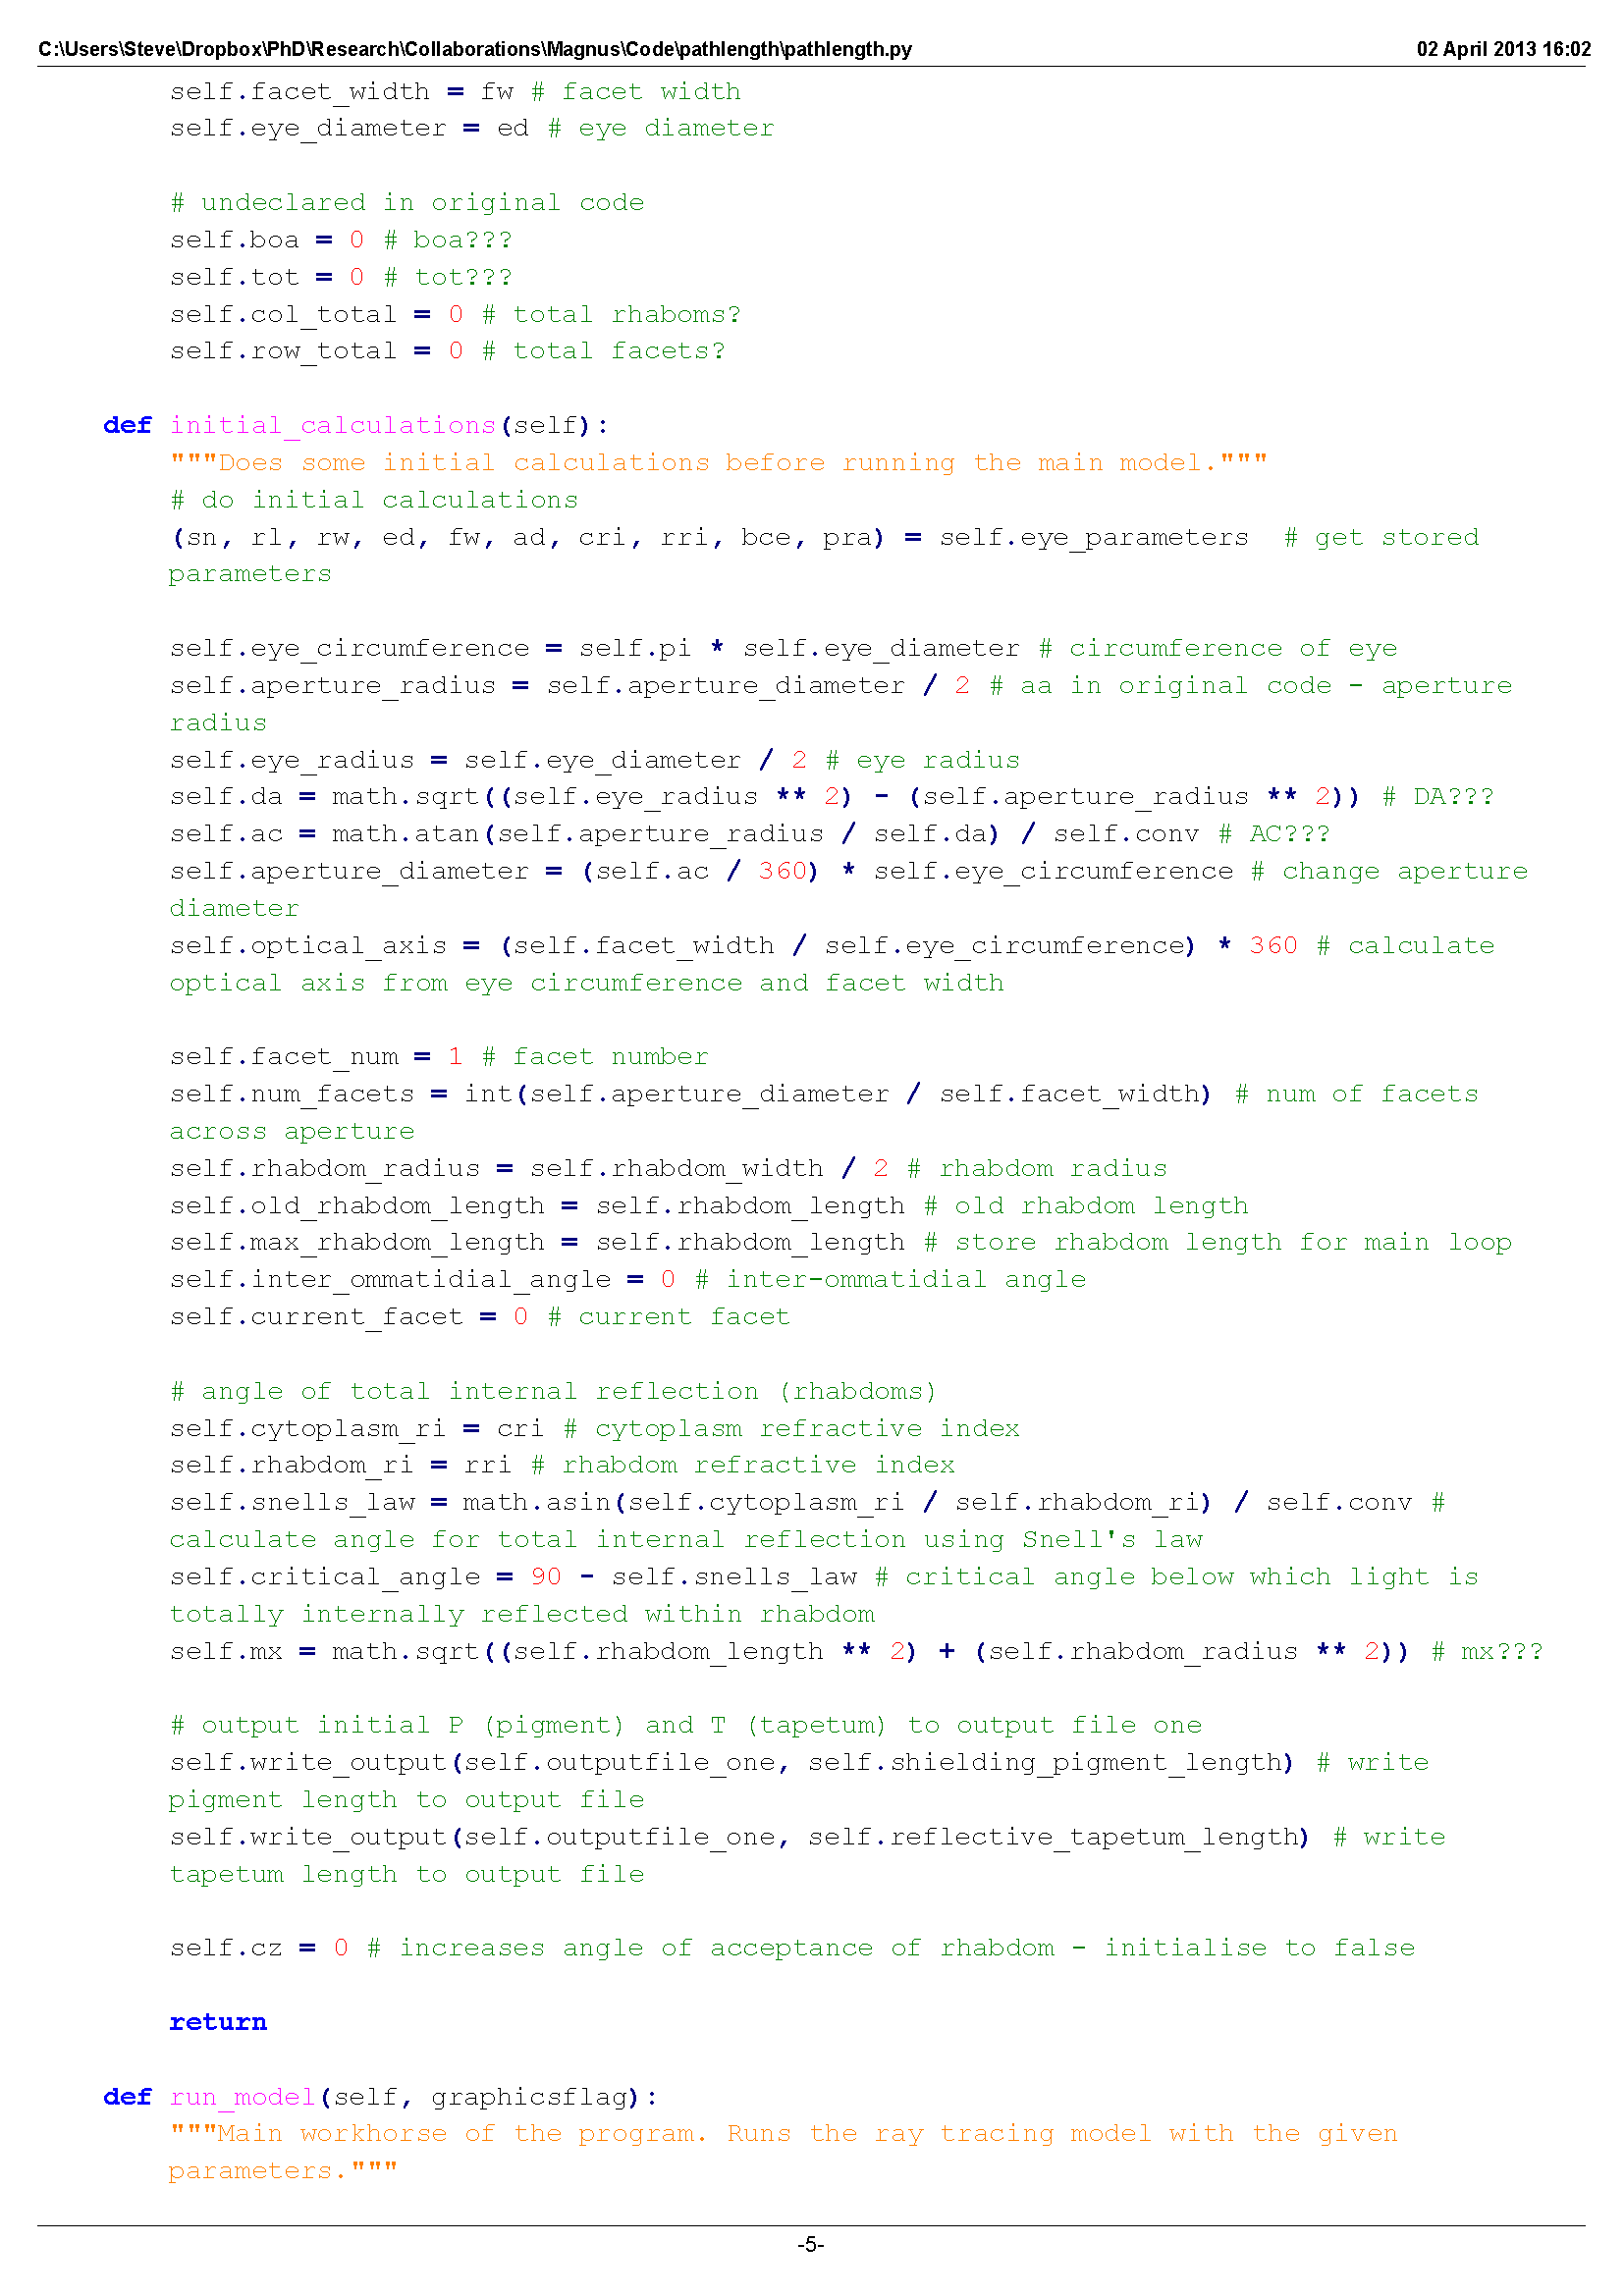 C:\Users\Steve\Dropbox\PhD\Research\Collaborations\Magnus\Code\pathlength\pathlength.py 02 April 2013 16:02
self.facet_width = fw # facet width
self.eye_diameter = ed # eye diameter
# undeclared in original code
self.boa = 0 # boa???
self.tot = 0 # tot???
self.col_total = 0 # total rhaboms?
self.row_total = 0 # total facets?
def initial_calculations(self):
"""Does some initial calculations before running the main model."""
# do initial calculations
(sn, rl, rw, ed, fw, ad, cri, rri, bce, pra) = self.eye_parameters  # get stored
parameters
self.eye_circumference = self.pi * self.eye_diameter # circumference of eye
self.aperture_radius = self.aperture_diameter / 2 # aa in original code - aperture
radius
self.eye_radius = self.eye_diameter / 2 # eye radius
self.da = math.sqrt((self.eye_radius ** 2) - (self.aperture_radius ** 2)) # DA???
self.ac = math.atan(self.aperture_radius / self.da) / self.conv # AC???
self.aperture_diameter = (self.ac / 360) * self.eye_circumference # change aperture
diameter
self.optical_axis = (self.facet_width / self.eye_circumference) * 360 # calculate
optical axis from eye circumference and facet width
self.facet_num = 1 # facet number
self.num_facets = int(self.aperture_diameter / self.facet_width) # num of facets
across aperture
self.rhabdom_radius = self.rhabdom_width / 2 # rhabdom radius
self.old_rhabdom_length = self.rhabdom_length # old rhabdom length
self.max_rhabdom_length = self.rhabdom_length # store rhabdom length for main loop
self.inter_ommatidial_angle = 0 # inter-ommatidial angle
self.current_facet = 0 # current facet
# angle of total internal reflection (rhabdoms)
self.cytoplasm_ri = cri # cytoplasm refractive index
self.rhabdom_ri = rri # rhabdom refractive index
self.snells_law = math.asin(self.cytoplasm_ri / self.rhabdom_ri) / self.conv #
calculate angle for total internal reflection using Snell's law
self.critical_angle = 90 - self.snells_law # critical angle below which light is
totally internally reflected within rhabdom
self.mx = math.sqrt((self.rhabdom_length ** 2) + (self.rhabdom_radius ** 2)) # mx???
# output initial P (pigment) and T (tapetum) to output file one
self.write_output(self.outputfile_one, self.shielding_pigment_length) # write
pigment length to output file
self.write_output(self.outputfile_one, self.reflective_tapetum_length) # write
tapetum length to output file
self.cz = 0 # increases angle of acceptance of rhabdom - initialise to false
return
def run_model(self, graphicsflag):
"""Main workhorse of the program. Runs the ray tracing model with the given
parameters."""
-5-